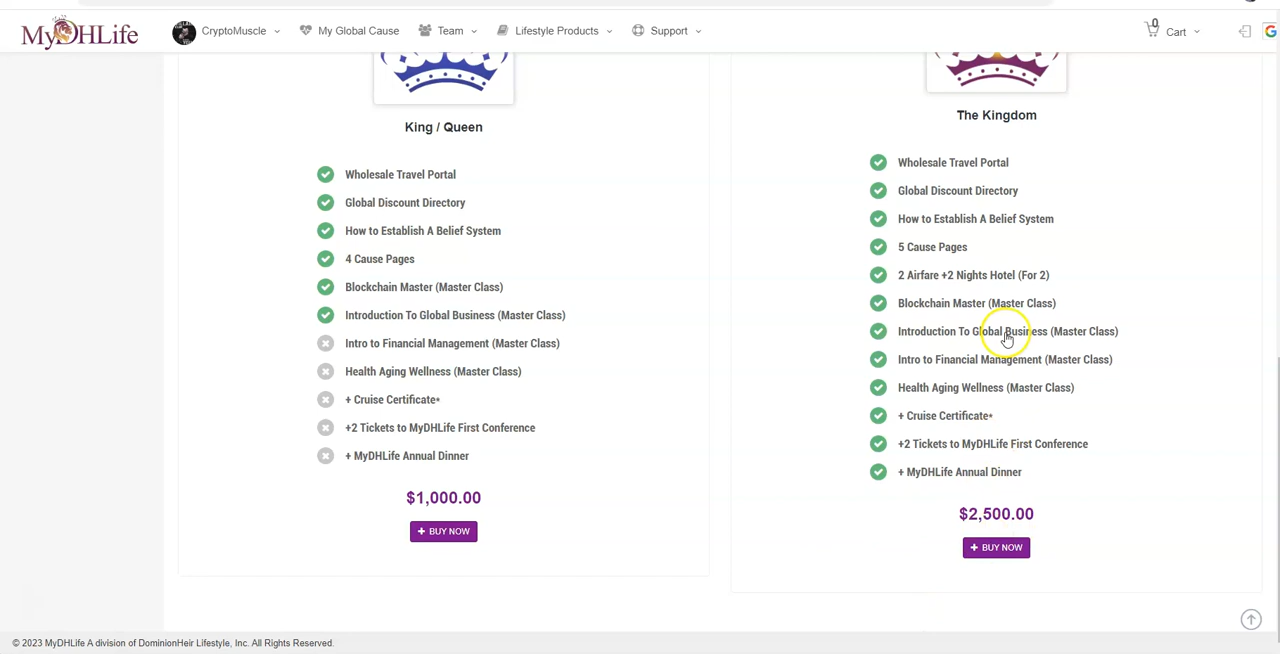 MyDHLife
CryptoMuscle
My Global Cause
Team
Lifestyle Products
Support
0
Cart
King / Queen
Wholesale Travel Portal
Global Discount Directory
How to Establish A Belief System
4 Cause Pages
Blockchain Master (Master Class)
Introduction To Global Business (Master Class)
Intro to Financial Management (Master Class)
Health Aging Wellness (Master Class)
+ Cruise Certificate*
+2 Tickets to MyDHLife First Conference
+ MyDHLife Annual Dinner
$1,000.00
+ BUY NOW
The Kingdom
Wholesale Travel Portal
Global Discount Directory
How to Establish A Belief System
5 Cause Pages
2 Airfare +2 Nights Hotel (For 2)
Blockchain Master (Master Class)
Introduction To Global Business (Master Class)
Intro to Financial Management (Master Class)
Health Aging Wellness (Master Class)
+ Cruise Certificate*
+2 Tickets to MyDHLife First Conference
+ MyDHLife Annual Dinner
$2,500.00
+ BUY NOW
© 2023 MyDHLife A division of DominionHeir Lifestyle, Inc. All Rights Reserved.